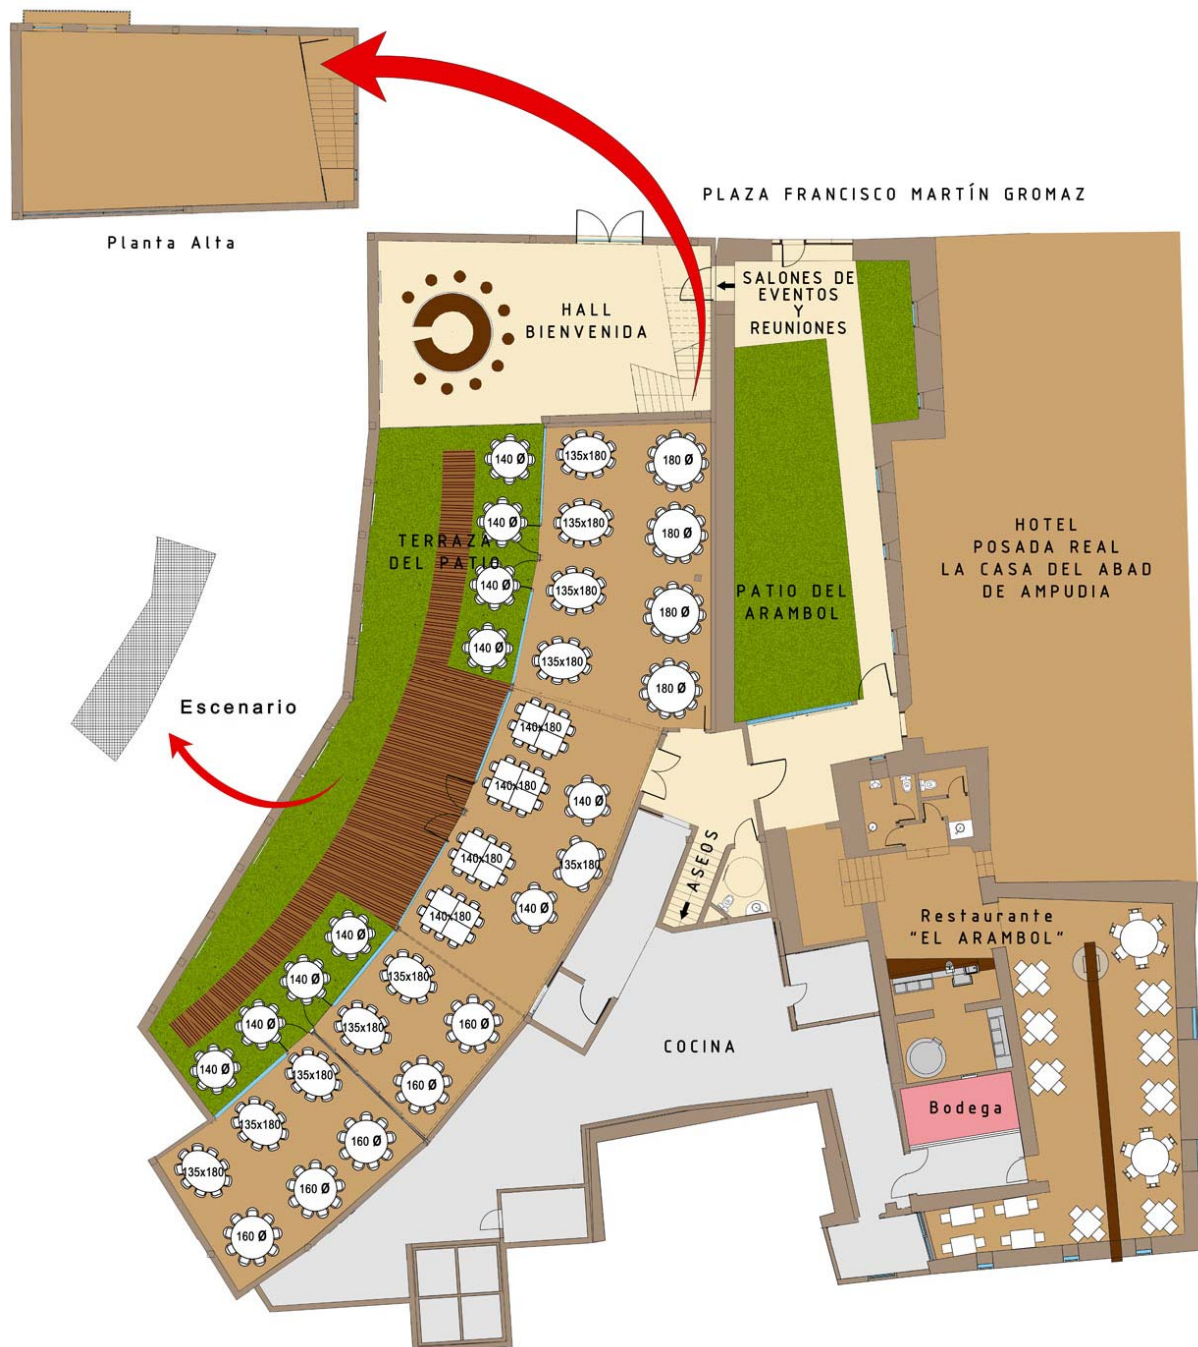 PLAZA FRANCISCO MARTÍN GROMAZ
Planta Alta
HALL
BIENVENIDA
SALONES DE
EVENTOS
Y
REUNIONES
140 Ø
135x180
180 Ø
140 Ø
135x180
180 Ø
TERRAZA
DEL PATIO
140 Ø
135x180
180 Ø
140 Ø
135x180
180 Ø
PATIO DEL
ARAMBOL
HOTEL
POSADA REAL
LA CASA DEL ABAD
DE AMPUDIA
Escenario
140x180
140x180
140 Ø
140x180
135x180
140x180
140 Ø
ASEOS
Restaurante
"EL ARAMBOL"
140 Ø
135x180
140 Ø
135x180
160 Ø
140 Ø
135x180
160 Ø
140 Ø
135x180
160 Ø
135x180
160 Ø
160 Ø
COCINA
Bodega